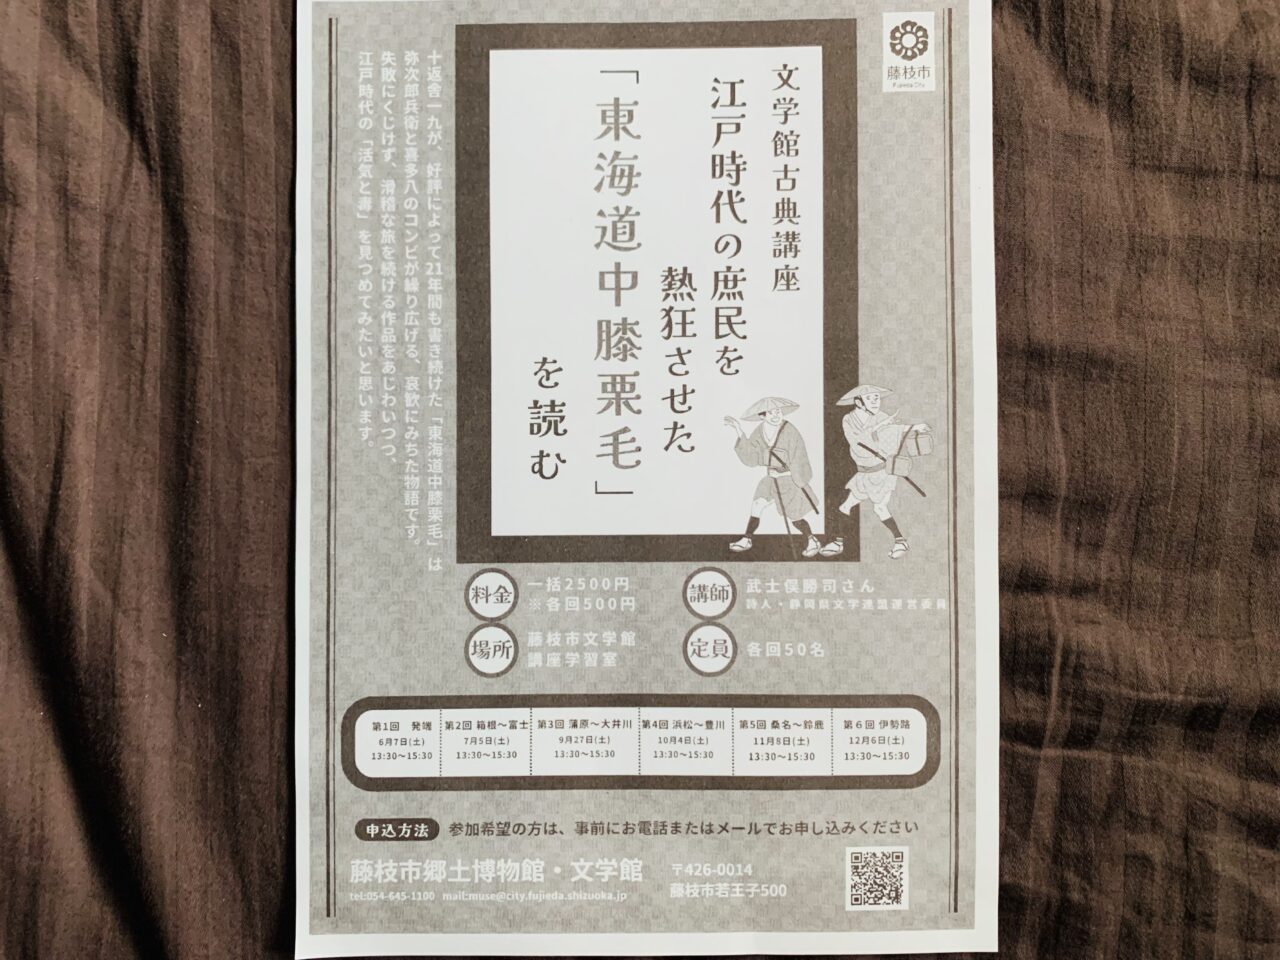 藤枝市
Fujieda City
文学館古典講座
江戸時代の庶民を
熱狂させた
「東海道中膝栗毛」
を読む
十返舎一九が、好評によって21年間も書き続けた「東海道中膝栗毛」は
弥次郎兵衛と喜多八のコンビが繰り広げる、哀歓にみちた物語です。
失敗にくじけず、滑稽な旅を続ける作品をあじわいつつ、
江戸時代の「活気と毒」を見つめてみたいと思います。
料金
一括2500円
※各回500円
講師
武士俣勝司さん
詩人・静岡県文学連盟運営委員
場所
藤枝市文学館
講座学習室
定員
各回50名
第1回 発端
6月7日(土)
13:30〜15:30
第2回 箱根〜富士
7月5日(土)
13:30〜15:30
第3回 蒲原〜大井川
9月27日(土)
13:30〜15:30
第4回 浜松〜豊川
10月4日(土)
13:30〜15:30
第5回 桑名〜鈴鹿
11月8日(土)
13:30〜15:30
第6回 伊勢路
12月6日(土)
13:30〜15:30
申込方法
参加希望の方は、事前にお電話またはメールでお申し込みください
藤枝市郷土博物館・文学館
tel:054-645-1100 mail:muse@city.fujieda.shizuoka.jp
〒426-0014
藤枝市若王子500